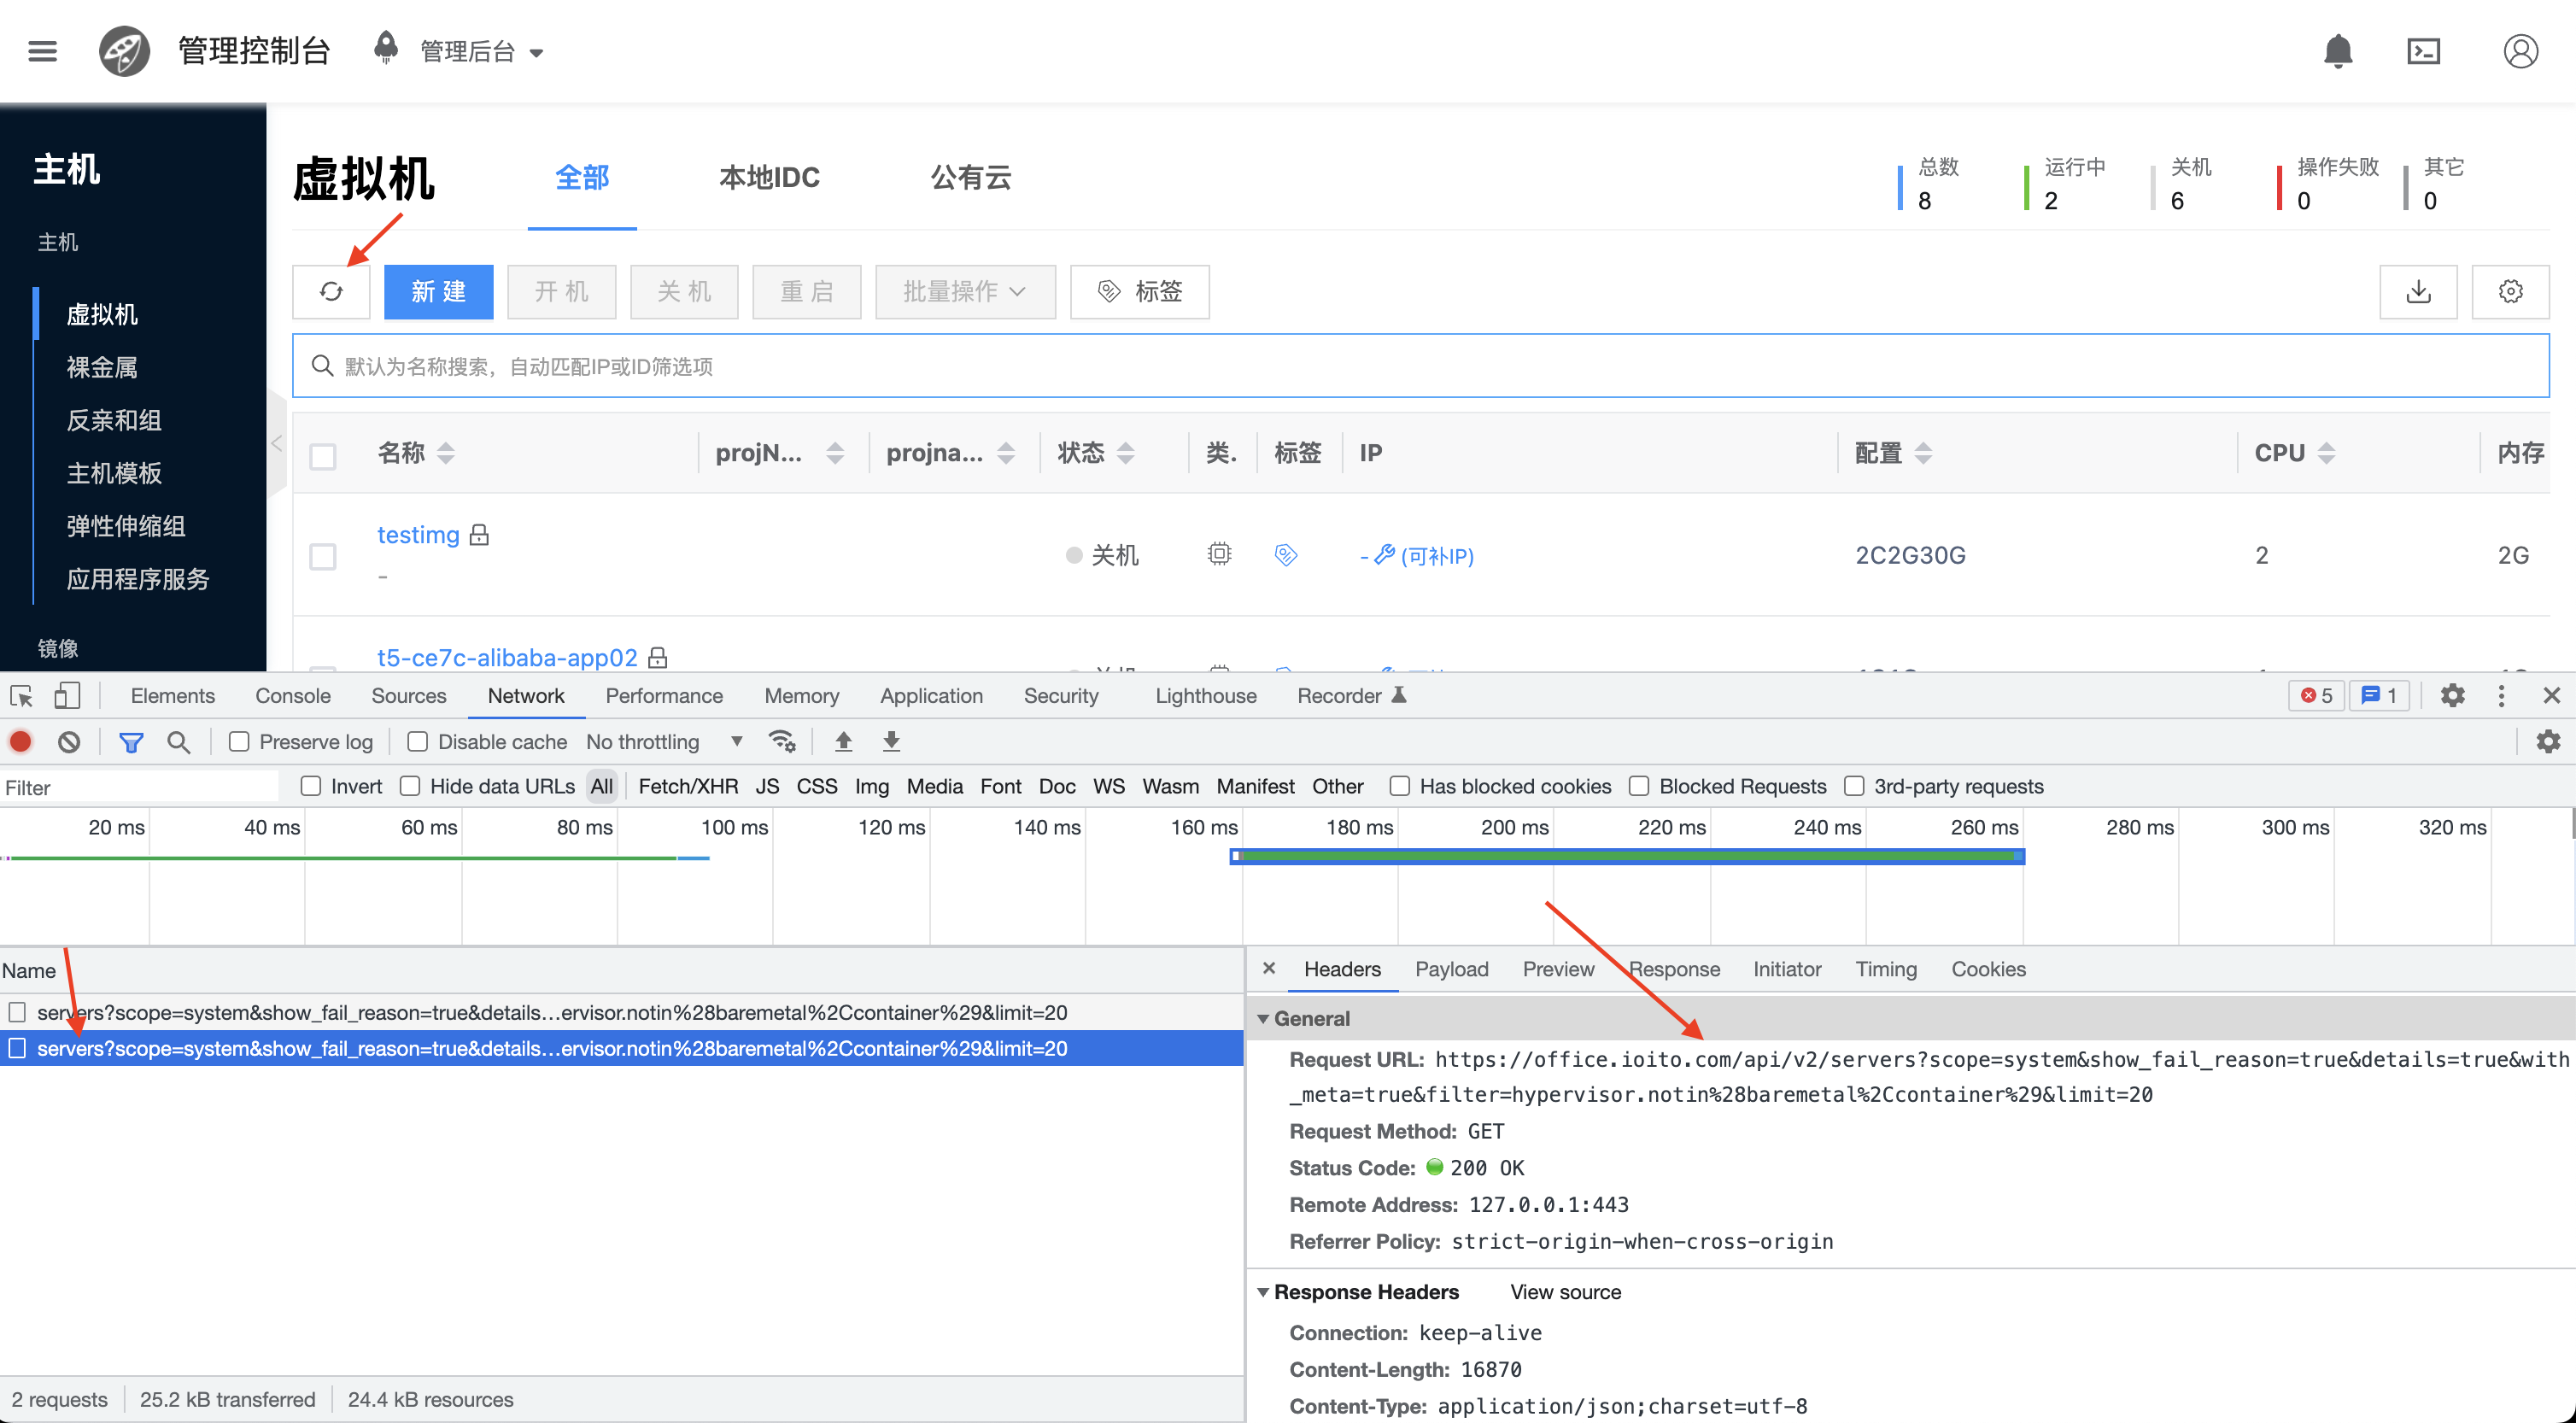 管理控制台 管理后台
主机
主机
虚拟机
裸金属
反亲和组
主机模板
弹性伸缩组
应用程序服务
镜像
虚拟机 全部 本地IDC 公有云
总数 运行中 关机 操作失败 其它
8 2 6 0 0
新 建 开 机 关 机 重 启 批量操作 标签
默认为名称搜索，自动匹配IP或ID筛选项
名称 projN... projna... 状态 类. 标签 IP 配置 CPU 内存
testimg 关机 - (可补IP) 2C2G30G 2 2G
-
t5-ce7c-alibaba-app02
Elements Console Sources Network Performance Memory Application Security Lighthouse Recorder 5 1
Preserve log Disable cache No throttling
Filter Invert Hide data URLs All Fetch/XHR JS CSS Img Media Font Doc WS Wasm Manifest Other Has blocked cookies Blocked Requests 3rd-party requests
20 ms 40 ms 60 ms 80 ms 100 ms 120 ms 140 ms 160 ms 180 ms 200 ms 220 ms 240 ms 260 ms 280 ms 300 ms 320 ms
Name
servers?scope=system&show_fail_reason=true&details…ervisor.notin%28baremetal%2Ccontainer%29&limit=20
servers?scope=system&show_fail_reason=true&details…ervisor.notin%28baremetal%2Ccontainer%29&limit=20
2 requests 25.2 kB transferred 24.4 kB resources
Headers Payload Preview Response Initiator Timing Cookies
General
Request URL: https://office.ioito.com/api/v2/servers?scope=system&show_fail_reason=true&details=true&with
_meta=true&filter=hypervisor.notin%28baremetal%2Ccontainer%29&limit=20
Request Method: GET
Status Code: 200 OK
Remote Address: 127.0.0.1:443
Referrer Policy: strict-origin-when-cross-origin
Response Headers View source
Connection: keep-alive
Content-Length: 16870
Content-Type: application/json;charset=utf-8